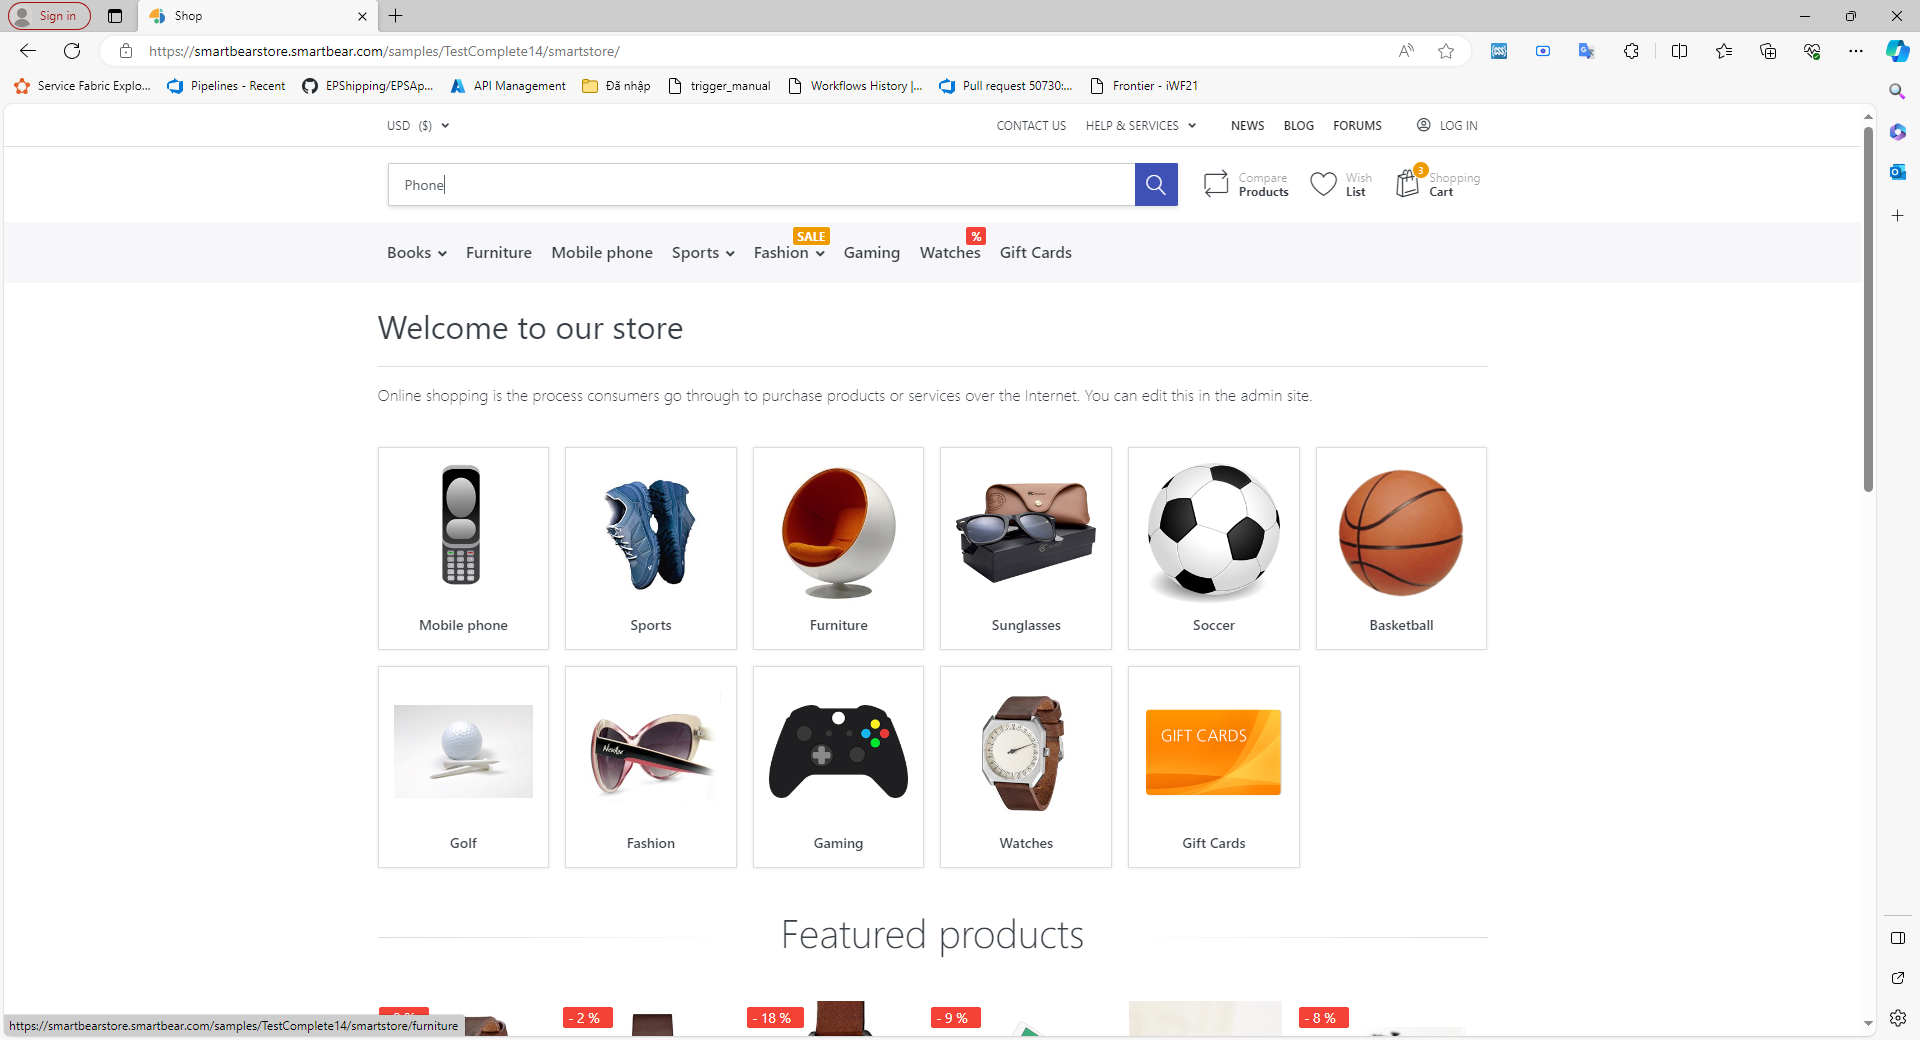 Sign in
Shop
https://smartbearstore.smartbear.com/samples/TestComplete14/smartstore/
Service Fabric Explo...
Pipelines - Recent
EPShipping/EPSAp...
API Management
Đã nhập
trigger_manual
Workflows History |...
Pull request 50730:...
Frontier - iWF21
USD ($)
CONTACT US
HELP & SERVICES
NEWS
BLOG
FORUMS
LOG IN
Phone
Compare
Products
Wish
List
3
Shopping
Cart
SALE
%
Books
Furniture
Mobile phone
Sports
Fashion
Gaming
Watches
Gift Cards
Welcome to our store
Online shopping is the process consumers go through to purchase products or services over the Internet. You can edit this in the admin site.
Mobile phone
Sports
Furniture
Sunglasses
Soccer
Basketball
GIFT CARDS
Golf
Fashion
Gaming
Watches
Gift Cards
Featured products
- 2 %
- 18 %
- 9 %
- 8 %
https://smartbearstore.smartbear.com/samples/TestComplete14/smartstore/furniture